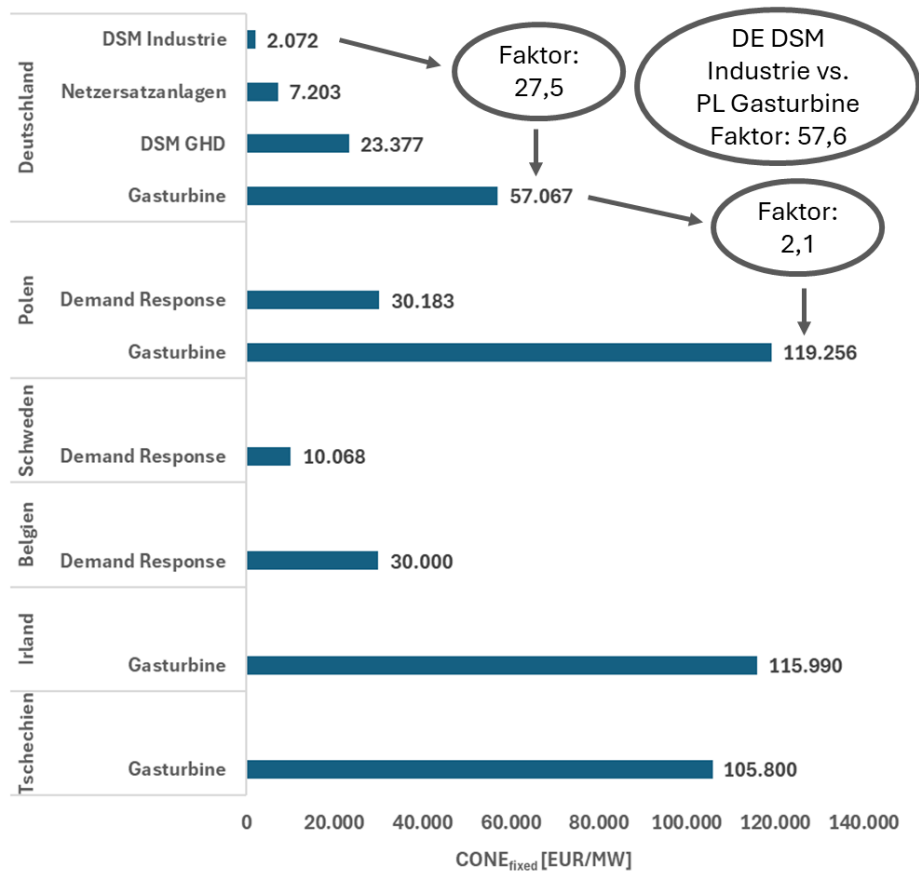 Deutschland
DSM Industrie
2.072
Netzersatzanlagen
7.203
DSM GHD
23.377
Gasturbine
57.067
Faktor:
27,5
DE DSM
Industrie vs.
PL Gasturbine
Faktor: 57,6
Faktor:
2,1
Polen
Demand Response
30.183
Gasturbine
119.256
Schweden
Demand Response
10.068
Belgien
Demand Response
30.000
Irland
Gasturbine
115.990
Tschechien
Gasturbine
105.800
0 20.000 40.000 60.000 80.000 100.000 120.000 140.000
CONEfixed [EUR/MW]